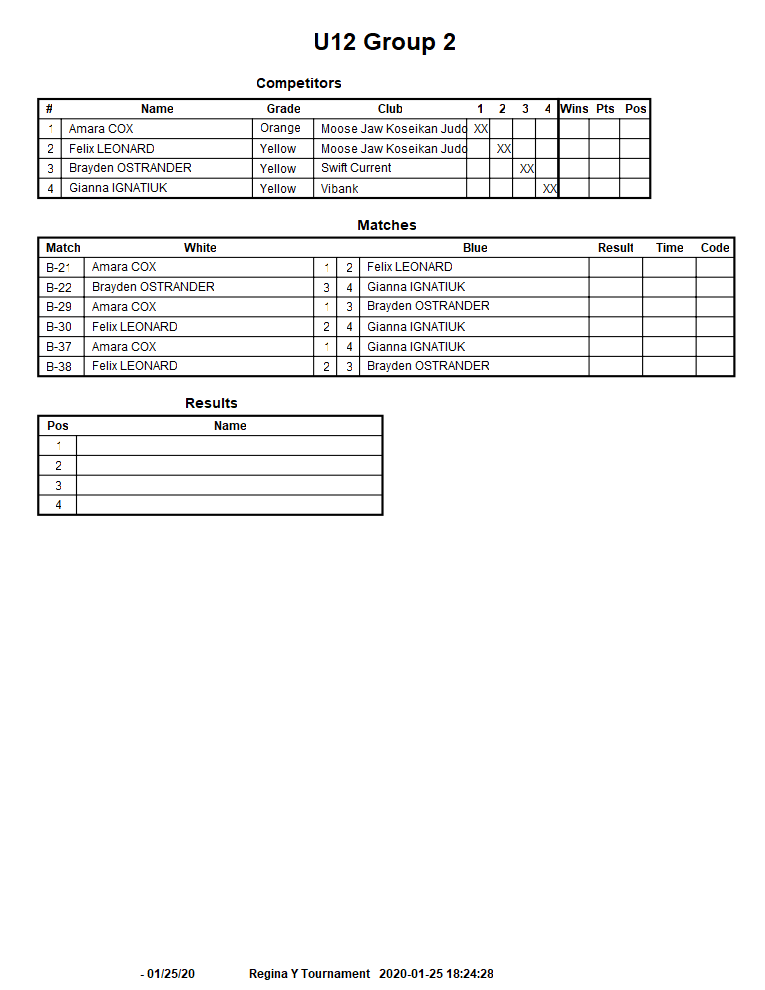 U12 Group 2
Competitors
# Name Grade Club 1 2 3 4 Wins Pts Pos
1 Amara COX Orange Moose Jaw Koseikan Judo XX
2 Felix LEONARD Yellow Moose Jaw Koseikan Judo XX
3 Brayden OSTRANDER Yellow Swift Current XX
4 Gianna IGNATIUK Yellow Vibank XX
Matches
Match White Blue Result Time Code
B-21 Amara COX 1 2 Felix LEONARD
B-22 Brayden OSTRANDER 3 4 Gianna IGNATIUK
B-29 Amara COX 1 3 Brayden OSTRANDER
B-30 Felix LEONARD 2 4 Gianna IGNATIUK
B-37 Amara COX 1 4 Gianna IGNATIUK
B-38 Felix LEONARD 2 3 Brayden OSTRANDER
Results
Pos Name
1
2
3
4
- 01/25/20 Regina Y Tournament 2020-01-25 18:24:28